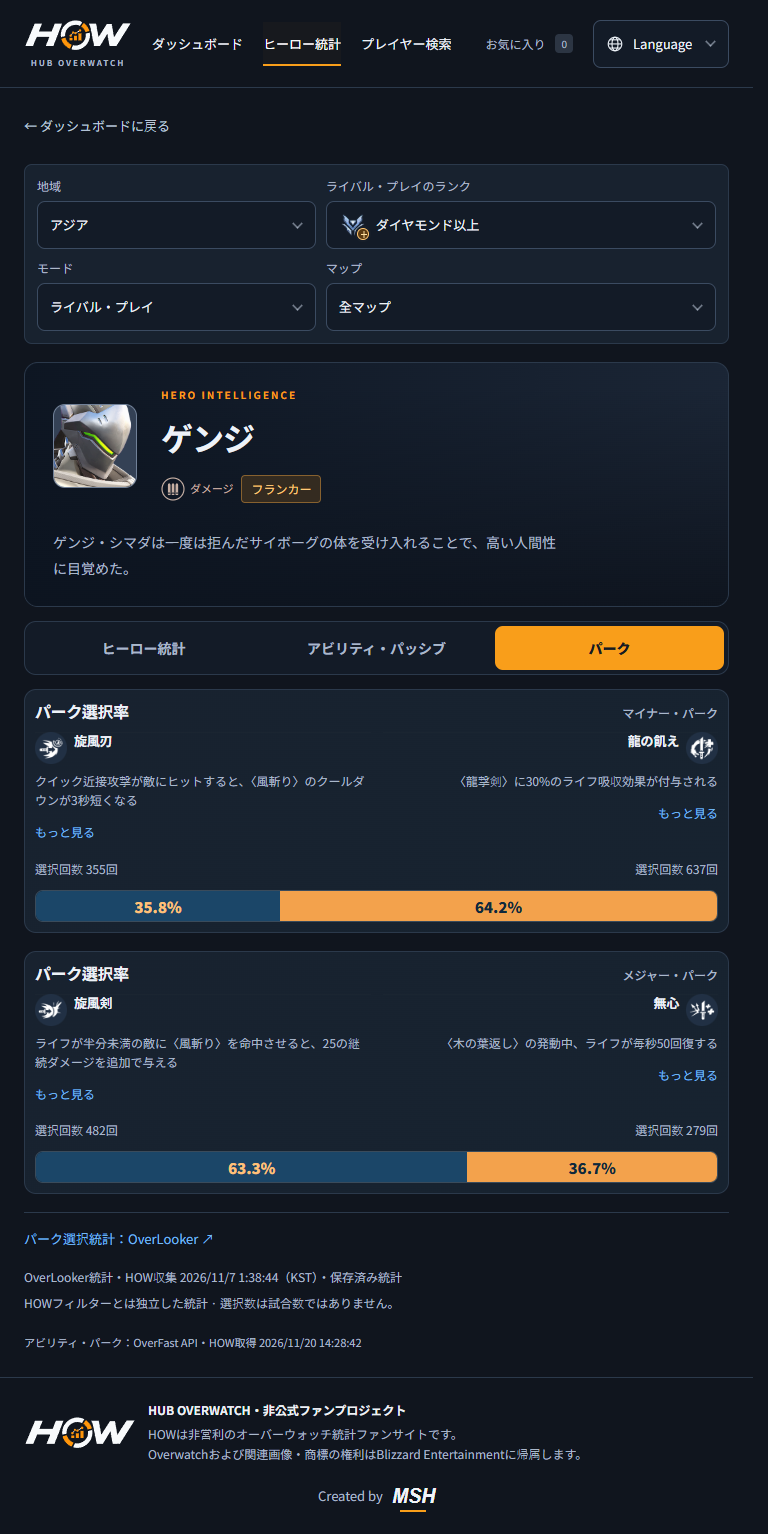 HOW
HUB OVERWATCH
ダッシュボード
ヒーロー統計
プレイヤー検索
お気に入り 0
Language
← ダッシュボードに戻る
地域
ライバル・プレイのランク
アジア
ダイヤモンド以上
モード
マップ
ライバル・プレイ
全マップ
HERO INTELLIGENCE
ゲンジ
ダメージ
フランカー
ゲンジ・シマダは一度は拒んだサイボーグの体を受け入れることで、高い人間性
に目覚めた。
ヒーロー統計
アビリティ・パッシブ
パーク
パーク選択率
マイナー・パーク
旋風刃
龍の飢え
クイック近接攻撃が敵にヒットすると、〈風斬り〉のクールダ
ウンが3秒短くなる
〈龍撃剣〉に30%のライフ吸収効果が付与される
もっと見る
もっと見る
選択回数 355回
選択回数 637回
35.8%
64.2%
パーク選択率
メジャー・パーク
旋風剣
無心
ライフが半分未満の敵に〈風斬り〉を命中させると、25の継
続ダメージを追加で与える
〈木の葉返し〉の発動中、ライフが毎秒50回復する
もっと見る
もっと見る
選択回数 482回
選択回数 279回
63.3%
36.7%
パーク選択統計：OverLooker ↗
OverLooker統計・HOW収集 2026/11/7 1:38:44（KST）・保存済み統計
HOWフィルターとは独立した統計・選択数は試合数ではありません。
アビリティ・パーク：OverFast API・HOW取得 2026/11/20 14:28:42
HOW
HUB OVERWATCH・非公式ファンプロジェクト
HOWは非営利のオーバーウォッチ統計ファンサイトです。
Overwatchおよび関連画像・商標の権利はBlizzard Entertainmentに帰属します。
Created by MSH